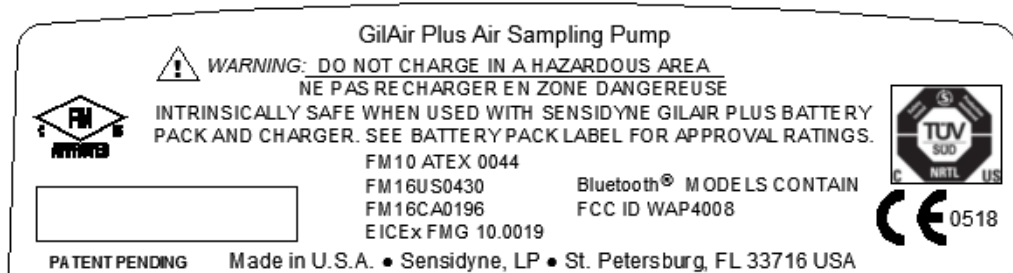 GilAir Plus Air Sampling Pump
WARNING: DO NOT CHARGE IN A HAZARDOUS AREA
NE PAS RECHARGER EN ZONE DANGEREUSE
INTRINSICALLY SAFE WHEN USED WITH SENSIDYNE GILAIR PLUS BATTERY
PACK AND CHARGER. SEE BATTERY PACK LABEL FOR APPROVAL RATINGS.
FM
APPROVED
TÜV
SÜD
C NRTL US
FM10 ATEX 0044
FM16US0430
FM16CA0196
EICEx FMG 10.0019
Bluetooth® MODELS CONTAIN
FCC ID WAP4008
CE 0518
PATENT PENDING Made in U.S.A. ● Sensidyne, LP ● St. Petersburg, FL 33716 USA